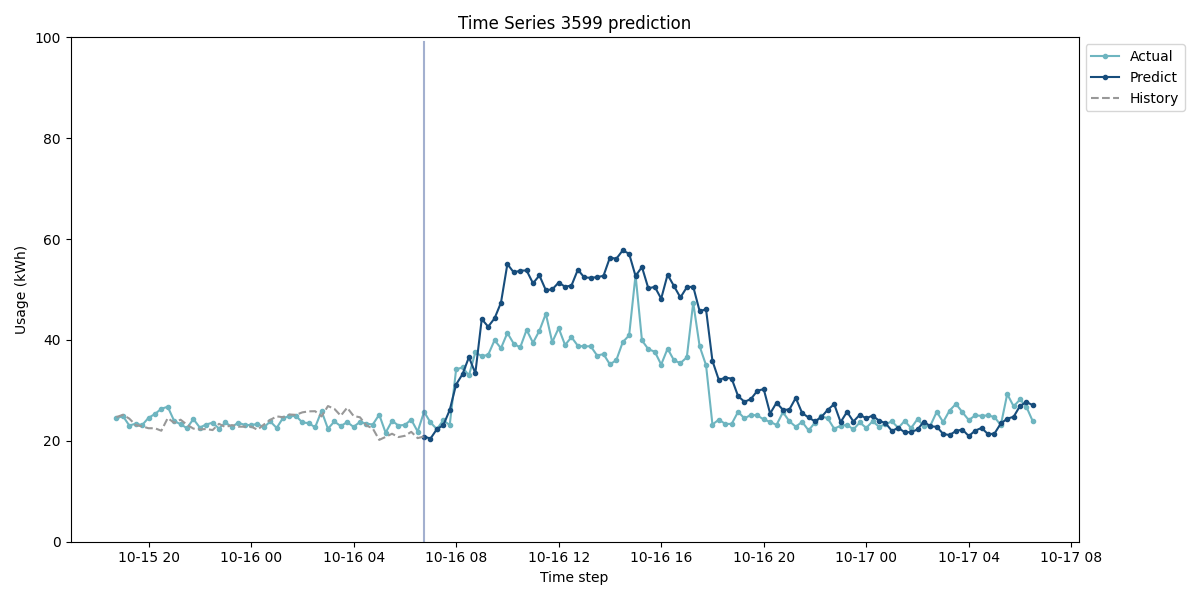 Time Series 3599 prediction
100
80
60
40
20
0
Usage (kWh)
10-15 20
10-16 00
10-16 04
10-16 08
10-16 12
10-16 16
10-16 20
10-17 00
10-17 04
10-17 08
Time step
Actual
Predict
History